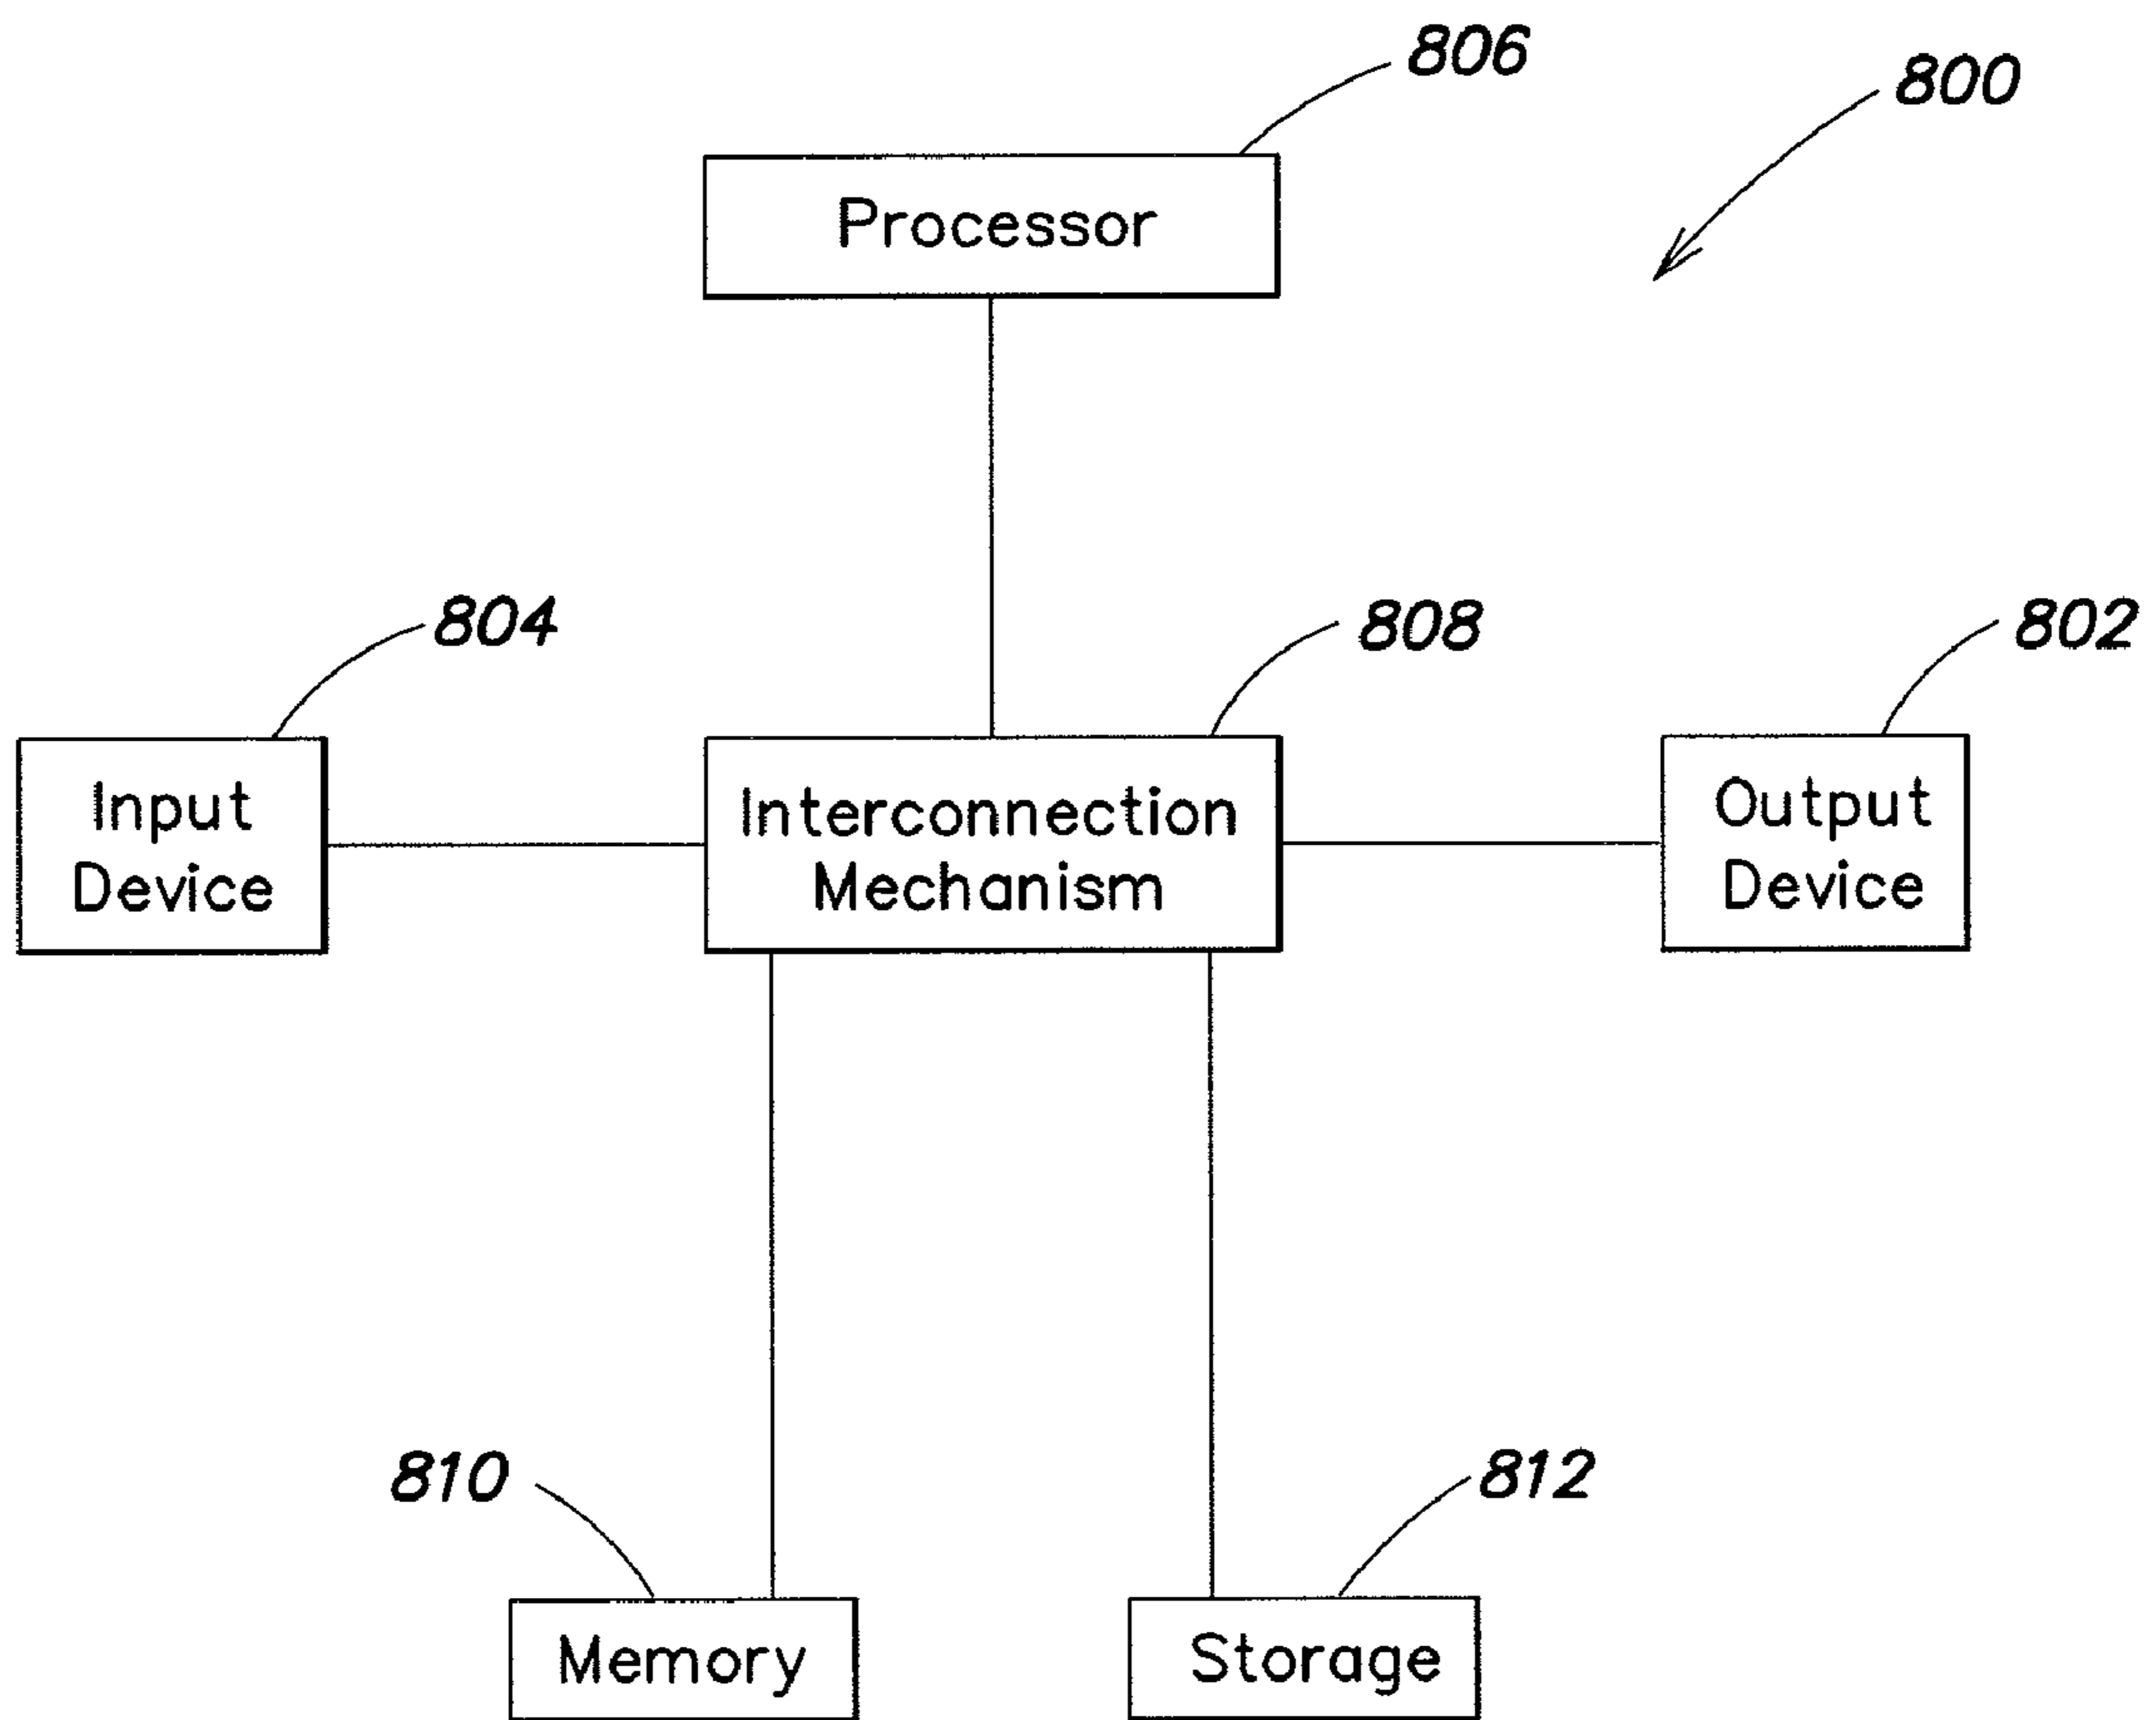 806
800
Processor
804
808
802
Input
Device
Interconnection
Mechanism
Output
Device
810
812
Memory
Storage